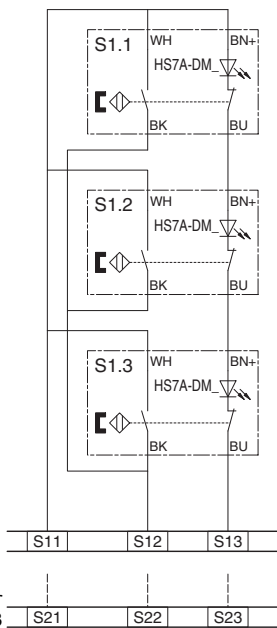 S1.1 WH BN+
HS7A-DM_
BK BU
S1.2 WH BN+
HS7A-DM_
BK BU
S1.3 WH BN+
HS7A-DM_
BK BU
S11 S12 S13
S21 S22 S23